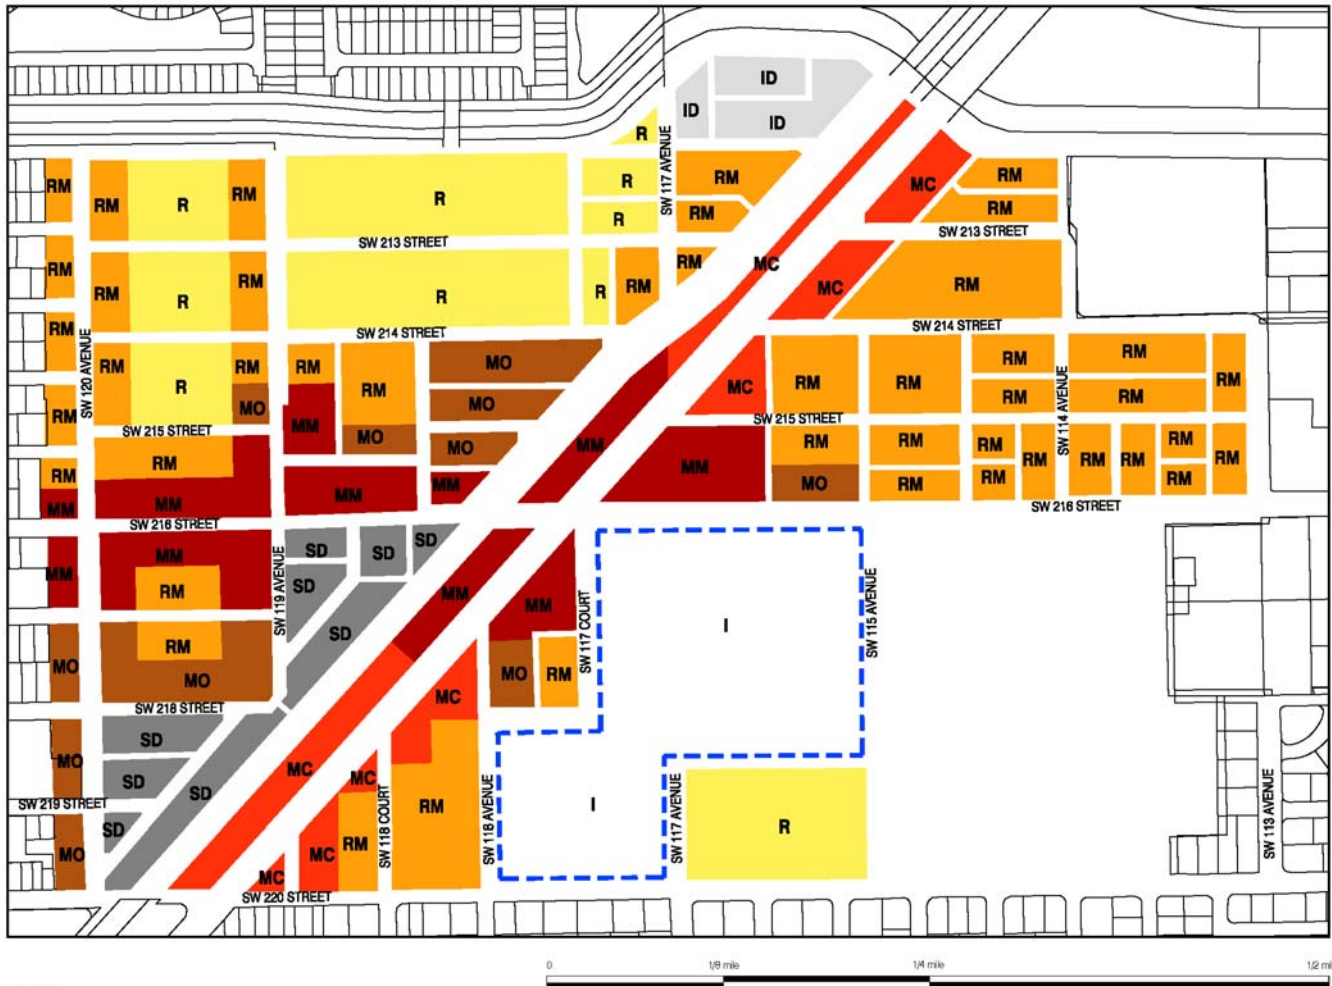 ID
ID
ID
R
SW 117 AVENUE
RM
RM
R
RM
R
R
RM
MC
RM
RM
R
RM
SW 213 STREET
SW 213 STREET
RM
RM
R
RM
R
R
RM
RM
MC
MC
RM
SW 214 STREET
SW 214 STREET
RM
SW 120 AVENUE
RM
R
RM
RM
RM
MO
MC
RM
RM
RM
RM
RM
RM
RM
MO
MO
RM
SW 215 STREET
MM
MO
MO
MM
SW 215 STREET
RM
RM
RM
SW 114 AVENUE
RM
RM
RM
RM
RM
RM
MM
RM
MM
MM
MM
MM
MO
RM
RM
RM
SW 216 STREET
SW 216 STREET
MM
MM
RM
SW 119 AVENUE
SD
SD
SD
SD
SD
MM
MM
SW 117 COURT
I
SW 115 AVENUE
MO
RM
MO
SW 218 STREET
MO
RM
MC
SD
MO
SD
SD
SW 219 STREET
SD
MO
MC
MC
MC
RM
SW 118 COURT
RM
SW 118 AVENUE
I
SW 117 AVENUE
R
SW 113 AVENUE
MC
SW 220 STREET
0
1/8 mile
1/4 mile